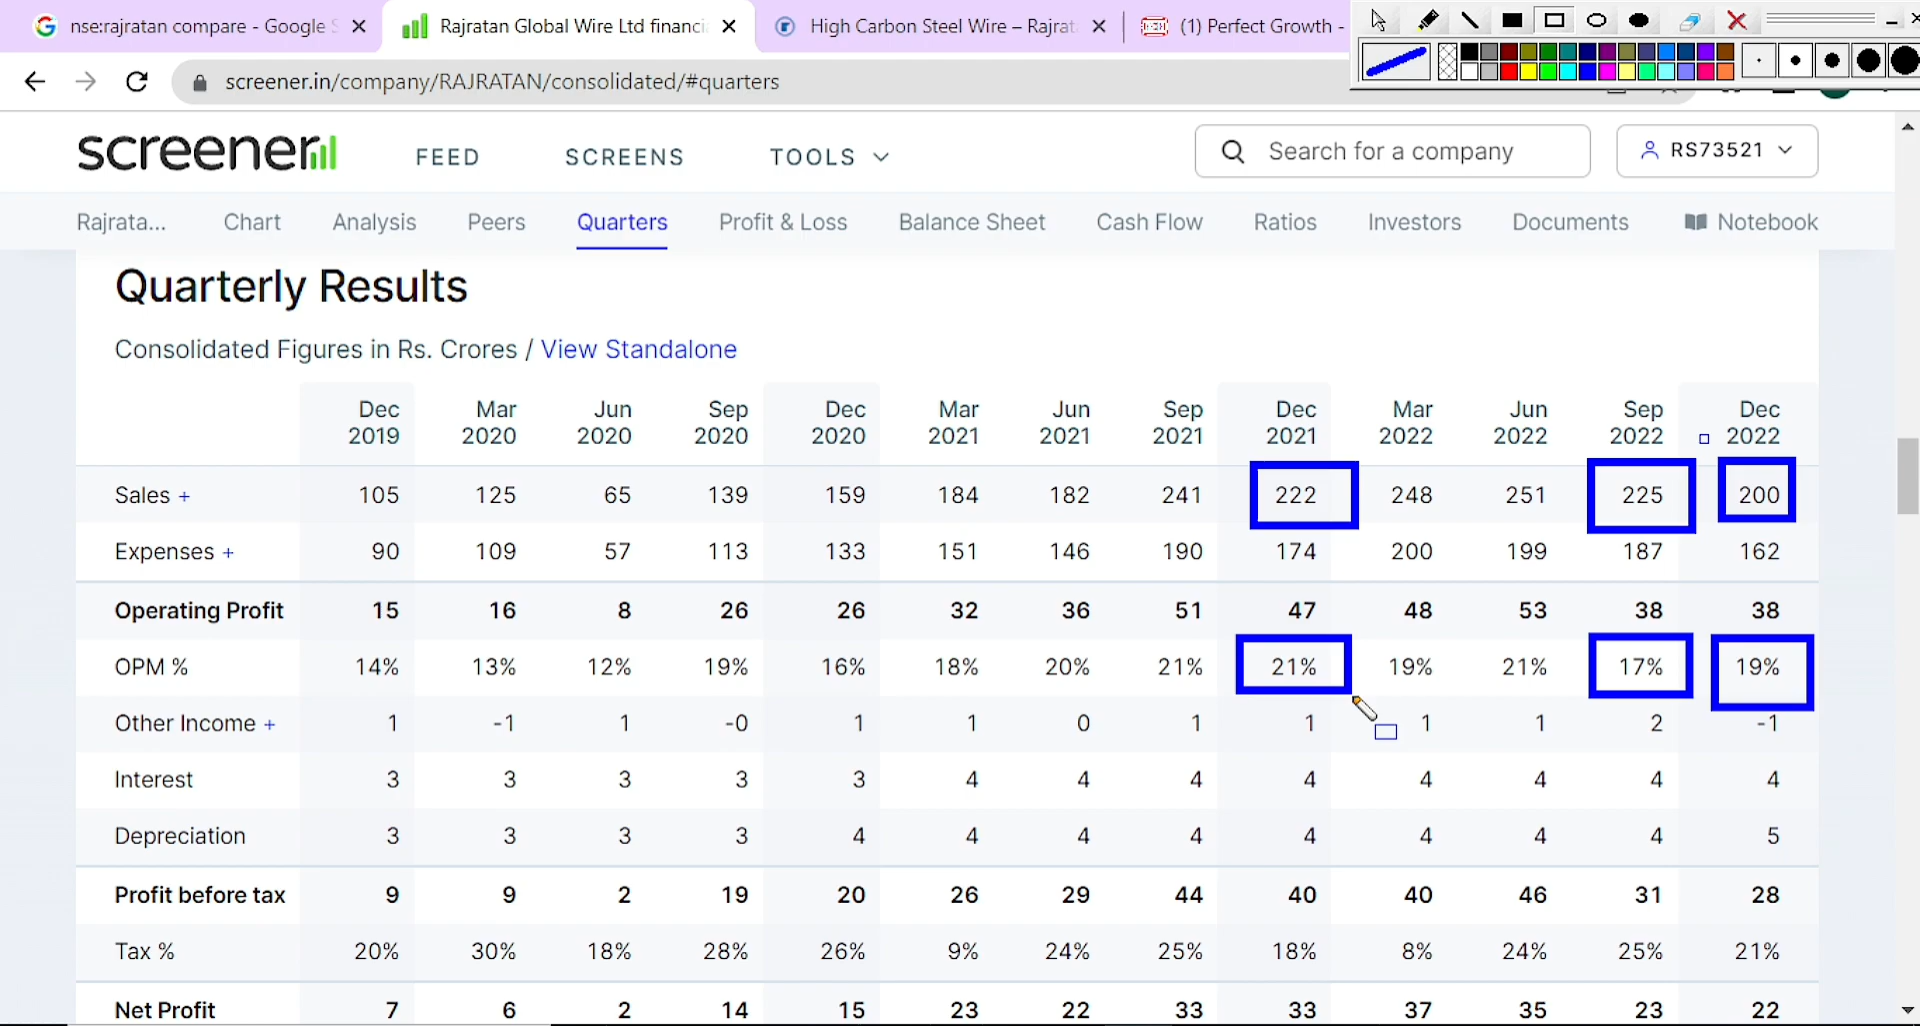 nse:rajratan compare - Google S
Rajratan Global Wire Ltd financi
High Carbon Steel Wire – Rajrat
(1) Perfect Growth -
screener.in/company/RAJRATAN/consolidated/#quarters
screener
FEED
SCREENS
TOOLS
Search for a company
RS73521
Rajrata...
Chart
Analysis
Peers
Quarters
Profit & Loss
Balance Sheet
Cash Flow
Ratios
Investors
Documents
Notebook
Quarterly Results
Consolidated Figures in Rs. Crores / View Standalone
Dec Mar Jun Sep Dec Mar Jun Sep Dec Mar Jun Sep Dec
2019 2020 2020 2020 2020 2021 2021 2021 2021 2022 2022 2022 2022
Sales + 105 125 65 139 159 184 182 241 222 248 251 225 200
Expenses + 90 109 57 113 133 151 146 190 174 200 199 187 162
Operating Profit 15 16 8 26 26 32 36 51 47 48 53 38 38
OPM % 14% 13% 12% 19% 16% 18% 20% 21% 21% 19% 21% 17% 19%
Other Income + 1 -1 1 -0 1 1 0 1 1 1 1 2 -1
Interest 3 3 3 3 3 4 4 4 4 4 4 4 4
Depreciation 3 3 3 3 4 4 4 4 4 4 4 4 5
Profit before tax 9 9 2 19 20 26 29 44 40 40 46 31 28
Tax % 20% 30% 18% 28% 26% 9% 24% 25% 18% 8% 24% 25% 21%
Net Profit 7 6 2 14 15 23 22 33 33 37 35 23 22